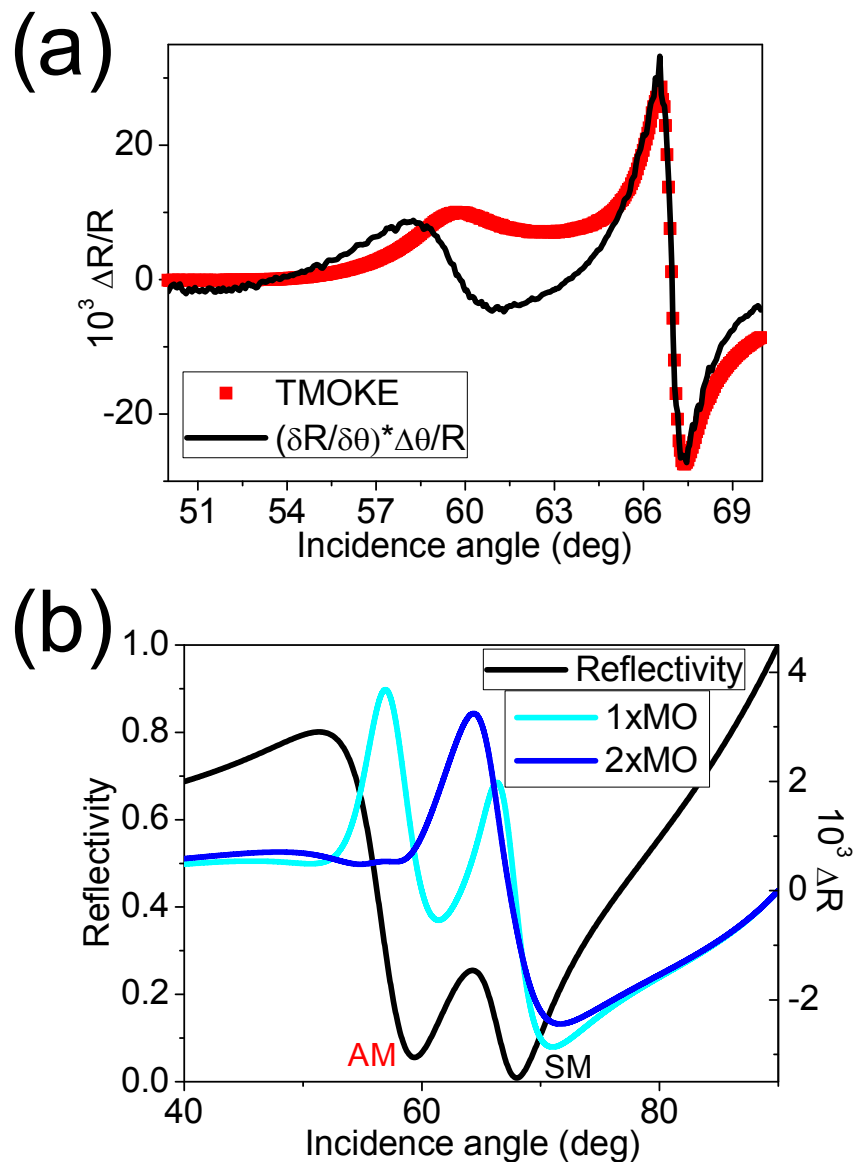 (a)
20
0
-20
10³ ΔR/R
TMOKE
(δR/δθ)*Δθ/R
51 54 57 60 63 66 69
Incidence angle (deg)
(b)
1.0
0.8
0.6
0.4
0.2
0.0
Reflectivity
Reflectivity
1xMO
2xMO
AM
SM
4
2
0
-2
10³ ΔR
40 60 80
Incidence angle (deg)